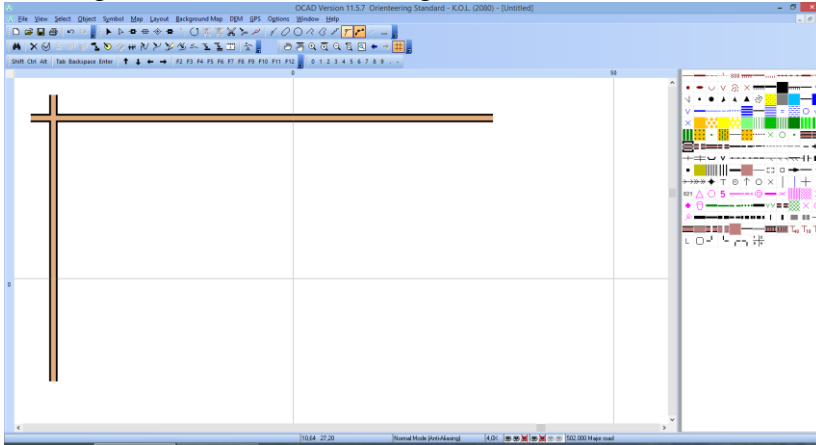 OCAD Version 11.5.7 Orienteering Standard - K.O.L. (2080) - [Untitled]
File View Select Object Symbol Map Layout Background Map DEM GPS Options Window Help
Shift Ctrl Alt Tab Backspace Enter F2 F3 F4 F5 F6 F7 F8 F9 F10 F11 F12 0 1 2 3 4 5 6 7 8 9 . -
0 50
0
10,64 27,20 Normal Mode (Anti-Aliasing) 4,0X 502.000 Major road